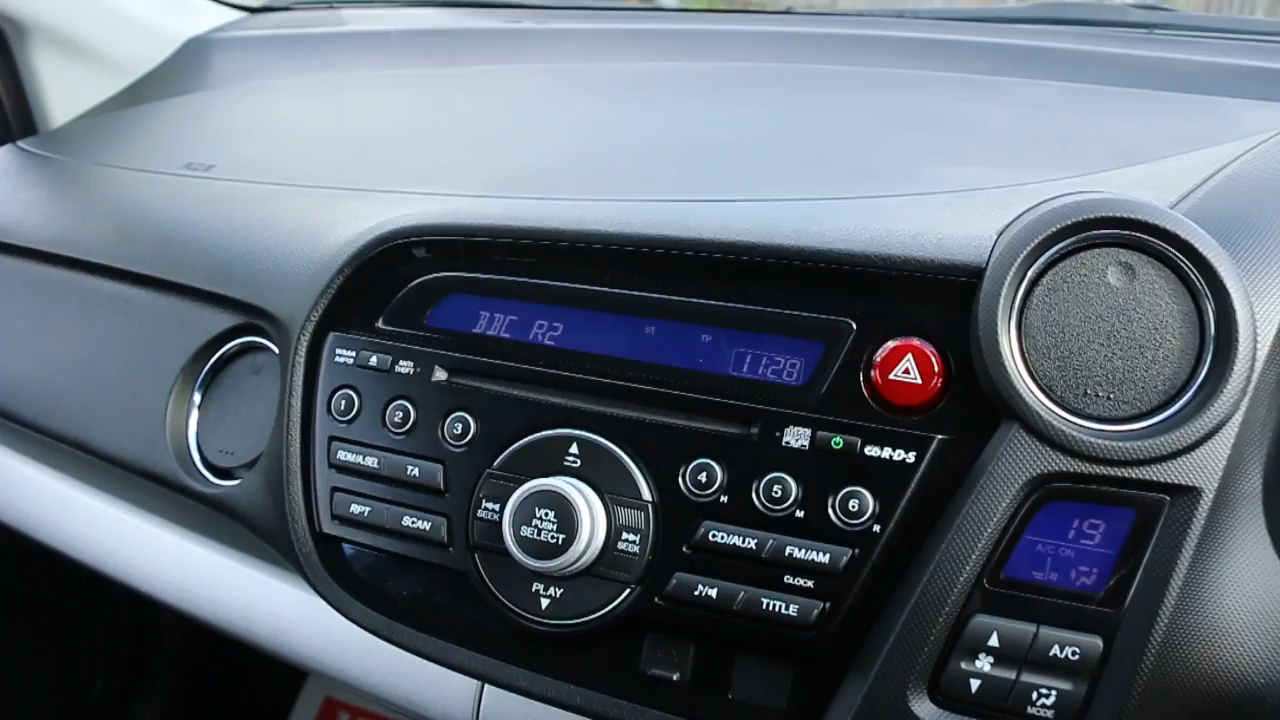 BBC R2
ST
TP
11:28
WMA
MP3
ANTI
THEFT
1
2
3
RDM/A.SEL
TA
RPT
SCAN
SEEK
VOL
PUSH
SELECT
SEEK
PLAY
4
H
5
M
6
R
R·D·S
CD/AUX
FM/AM
CLOCK
TITLE
19
A/C ON
A/C
MODE